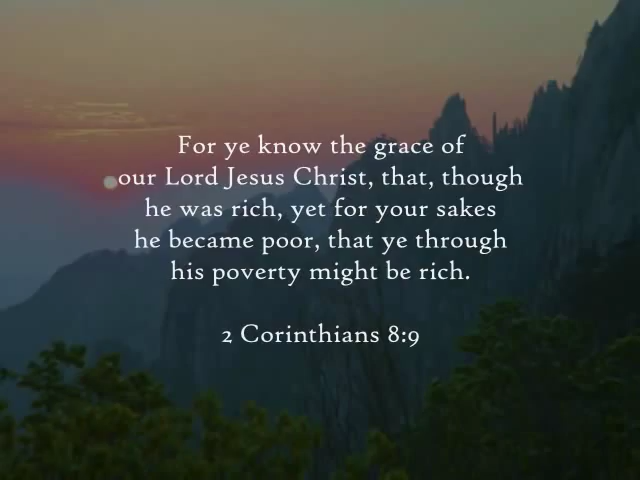 For ye know the grace of
our Lord Jesus Christ, that, though
he was rich, yet for your sakes
he became poor, that ye through
his poverty might be rich.
2 Corinthians 8:9